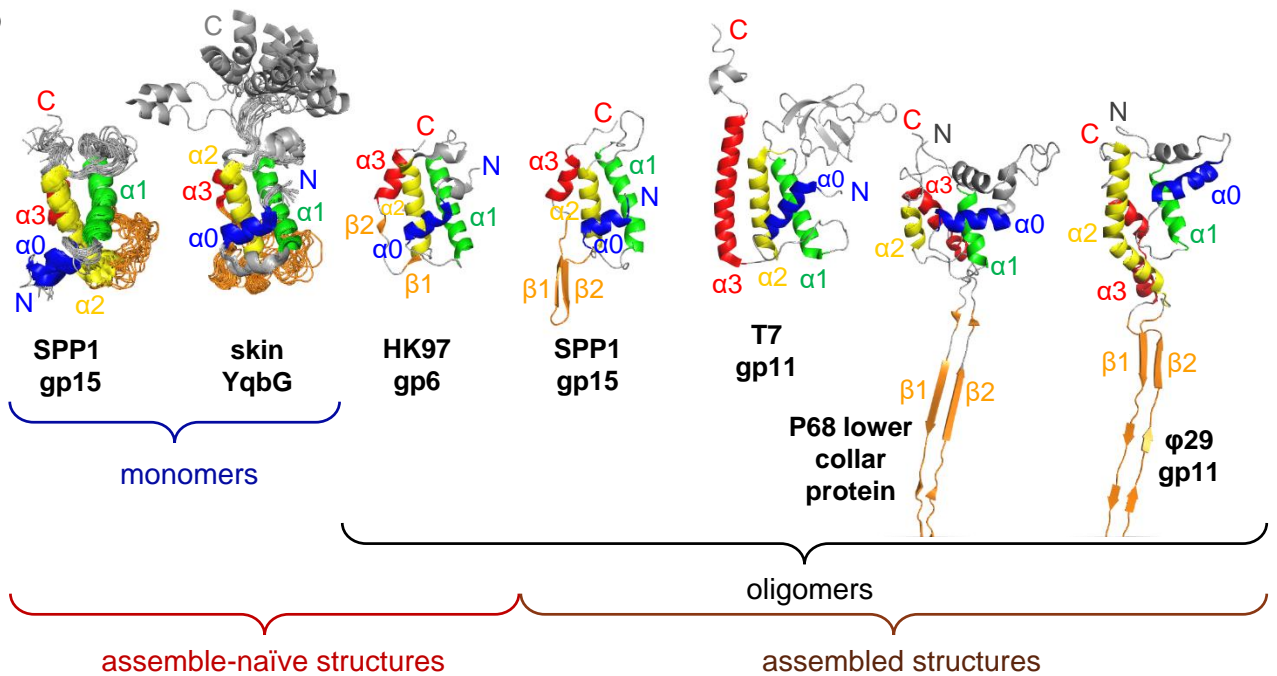 C
α2
α3
α1
α0
N
α2
SPP1
gp15
C
α2
α3
N
α1
α0
skin
YqbG
C
α3
N
α2
β2
α0
α1
β1
HK97
gp6
C
α3
α1
α2
N
α0
β1
β2
SPP1
gp15
C
α0
N
α3
α2
α1
T7
gp11
C
N
α3
α0
α2
α1
β1
β2
P68 lower
collar
protein
N
C
α0
α2
α1
α3
β1
β2
φ29
gp11
monomers
oligomers
assemble-naïve structures
assembled structures